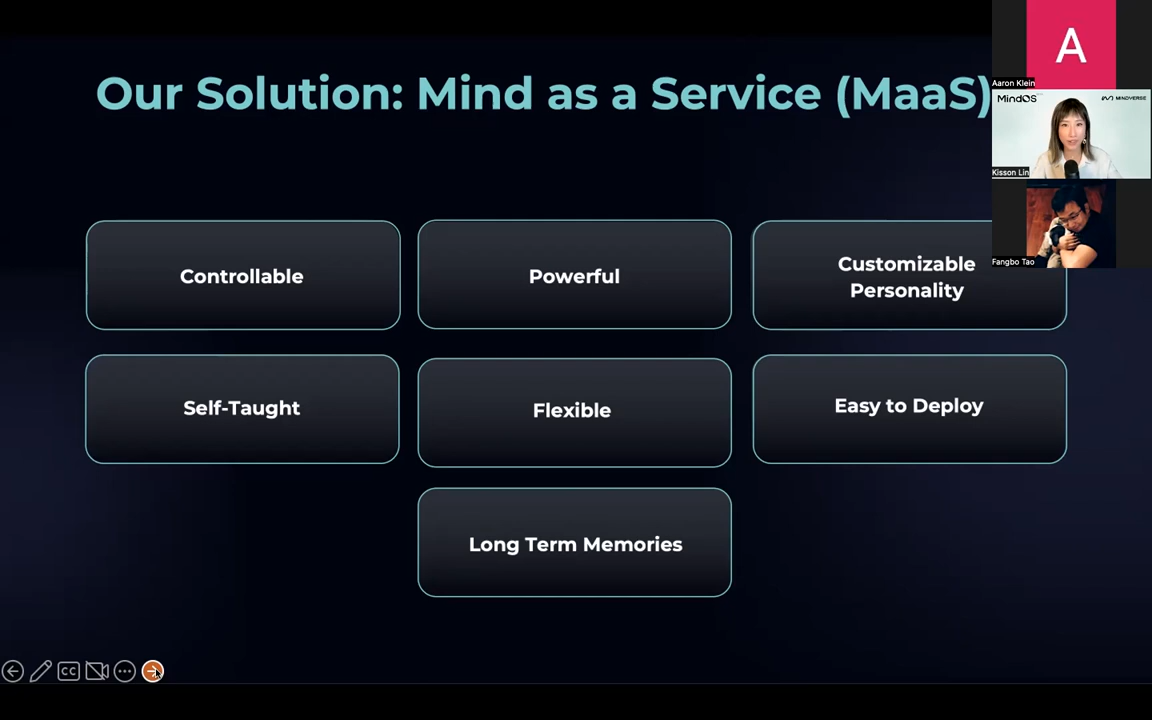 Our Solution: Mind as a Service (MaaS)
A
Aaron Klein
MindOS
MINDVERSE
Kisson Lin
Fangbo Tao
Controllable
Powerful
Customizable
Personality
Self-Taught
Flexible
Easy to Deploy
Long Term Memories
CC